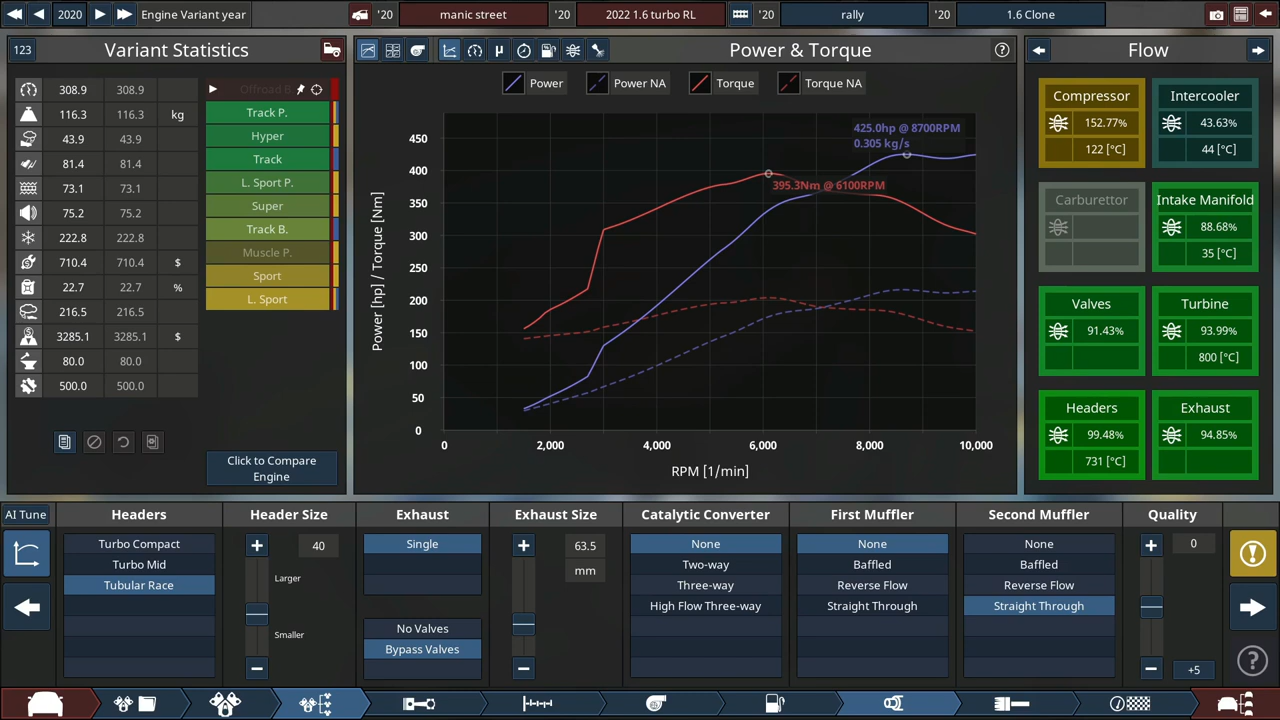 2020
Engine Variant year
'20
manic street
'20
2022 1.6 turbo RL
'20
rally
'20
1.6 Clone
123
Variant Statistics
308.9 308.9
116.3 116.3 kg
43.9 43.9
81.4 81.4
73.1 73.1
75.2 75.2
222.8 222.8
710.4 710.4 $
22.7 22.7 %
216.5 216.5
3285.1 3285.1 $
80.0 80.0
500.0 500.0
Offroad B.
Track P.
Hyper
Track
L. Sport P.
Super
Track B.
Muscle P.
Sport
L. Sport
Click to Compare
Engine
Power & Torque
Power
Power NA
Torque
Torque NA
425.0hp @ 8700RPM
0.305 kg/s
395.3Nm @ 6100RPM
Power [hp] / Torque [Nm]
450
400
350
300
250
200
150
100
50
0
0 2,000 4,000 6,000 8,000 10,000
RPM [1/min]
Flow
Compressor
152.77%
122 [°C]
Intercooler
43.63%
44 [°C]
Carburettor
Intake Manifold
88.68%
35 [°C]
Valves
91.43%
Turbine
93.99%
800 [°C]
Headers
99.48%
731 [°C]
Exhaust
94.85%
AI Tune
Headers
Turbo Compact
Turbo Mid
Tubular Race
Header Size
40
Larger
Smaller
Exhaust
Single
No Valves
Bypass Valves
Exhaust Size
63.5
mm
Catalytic Converter
None
Two-way
Three-way
High Flow Three-way
First Muffler
None
Baffled
Reverse Flow
Straight Through
Second Muffler
None
Baffled
Reverse Flow
Straight Through
Quality
0
+5